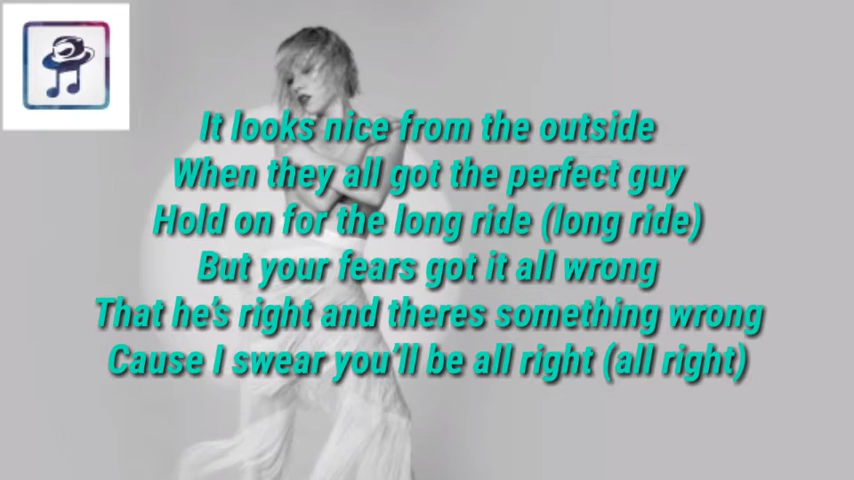 It looks nice from the outside
When they all got the perfect guy
Hold on for the long ride (long ride)
But your fears got it all wrong
That he's right and theres something wrong
Cause I swear you'll be all right (all right)